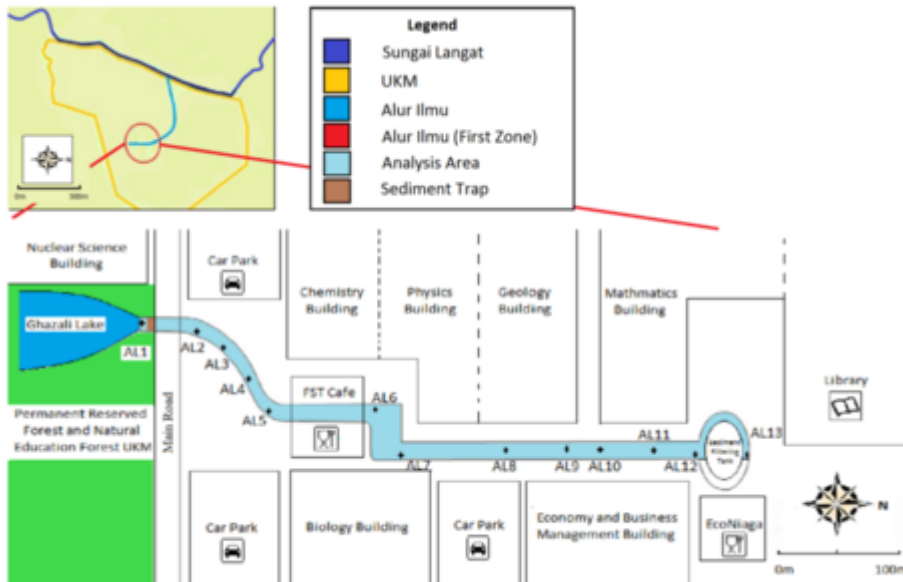 Legend
Sungai Langat
UKM
Alur Ilmu
Alur Ilmu (First Zone)
Analysis Area
Sediment Trap
N
0m
300m
Nuclear Science
Building
Car Park
Chemistry
Building
Physics
Building
Geology
Building
Mathmatics
Building
Ghazali Lake
AL1
AL2
AL3
AL4
AL5
Main Road
FST Cafe
AL6
Library
Permanent Reserved
Forest and Natural
Education Forest UKM
AL7
AL8
AL9
AL10
AL11
AL12
AL13
Sediment
Filtering
Tank
Car Park
Biology Building
Car Park
Economy and Business
Management Building
EcoNiaga
N
0m
100m